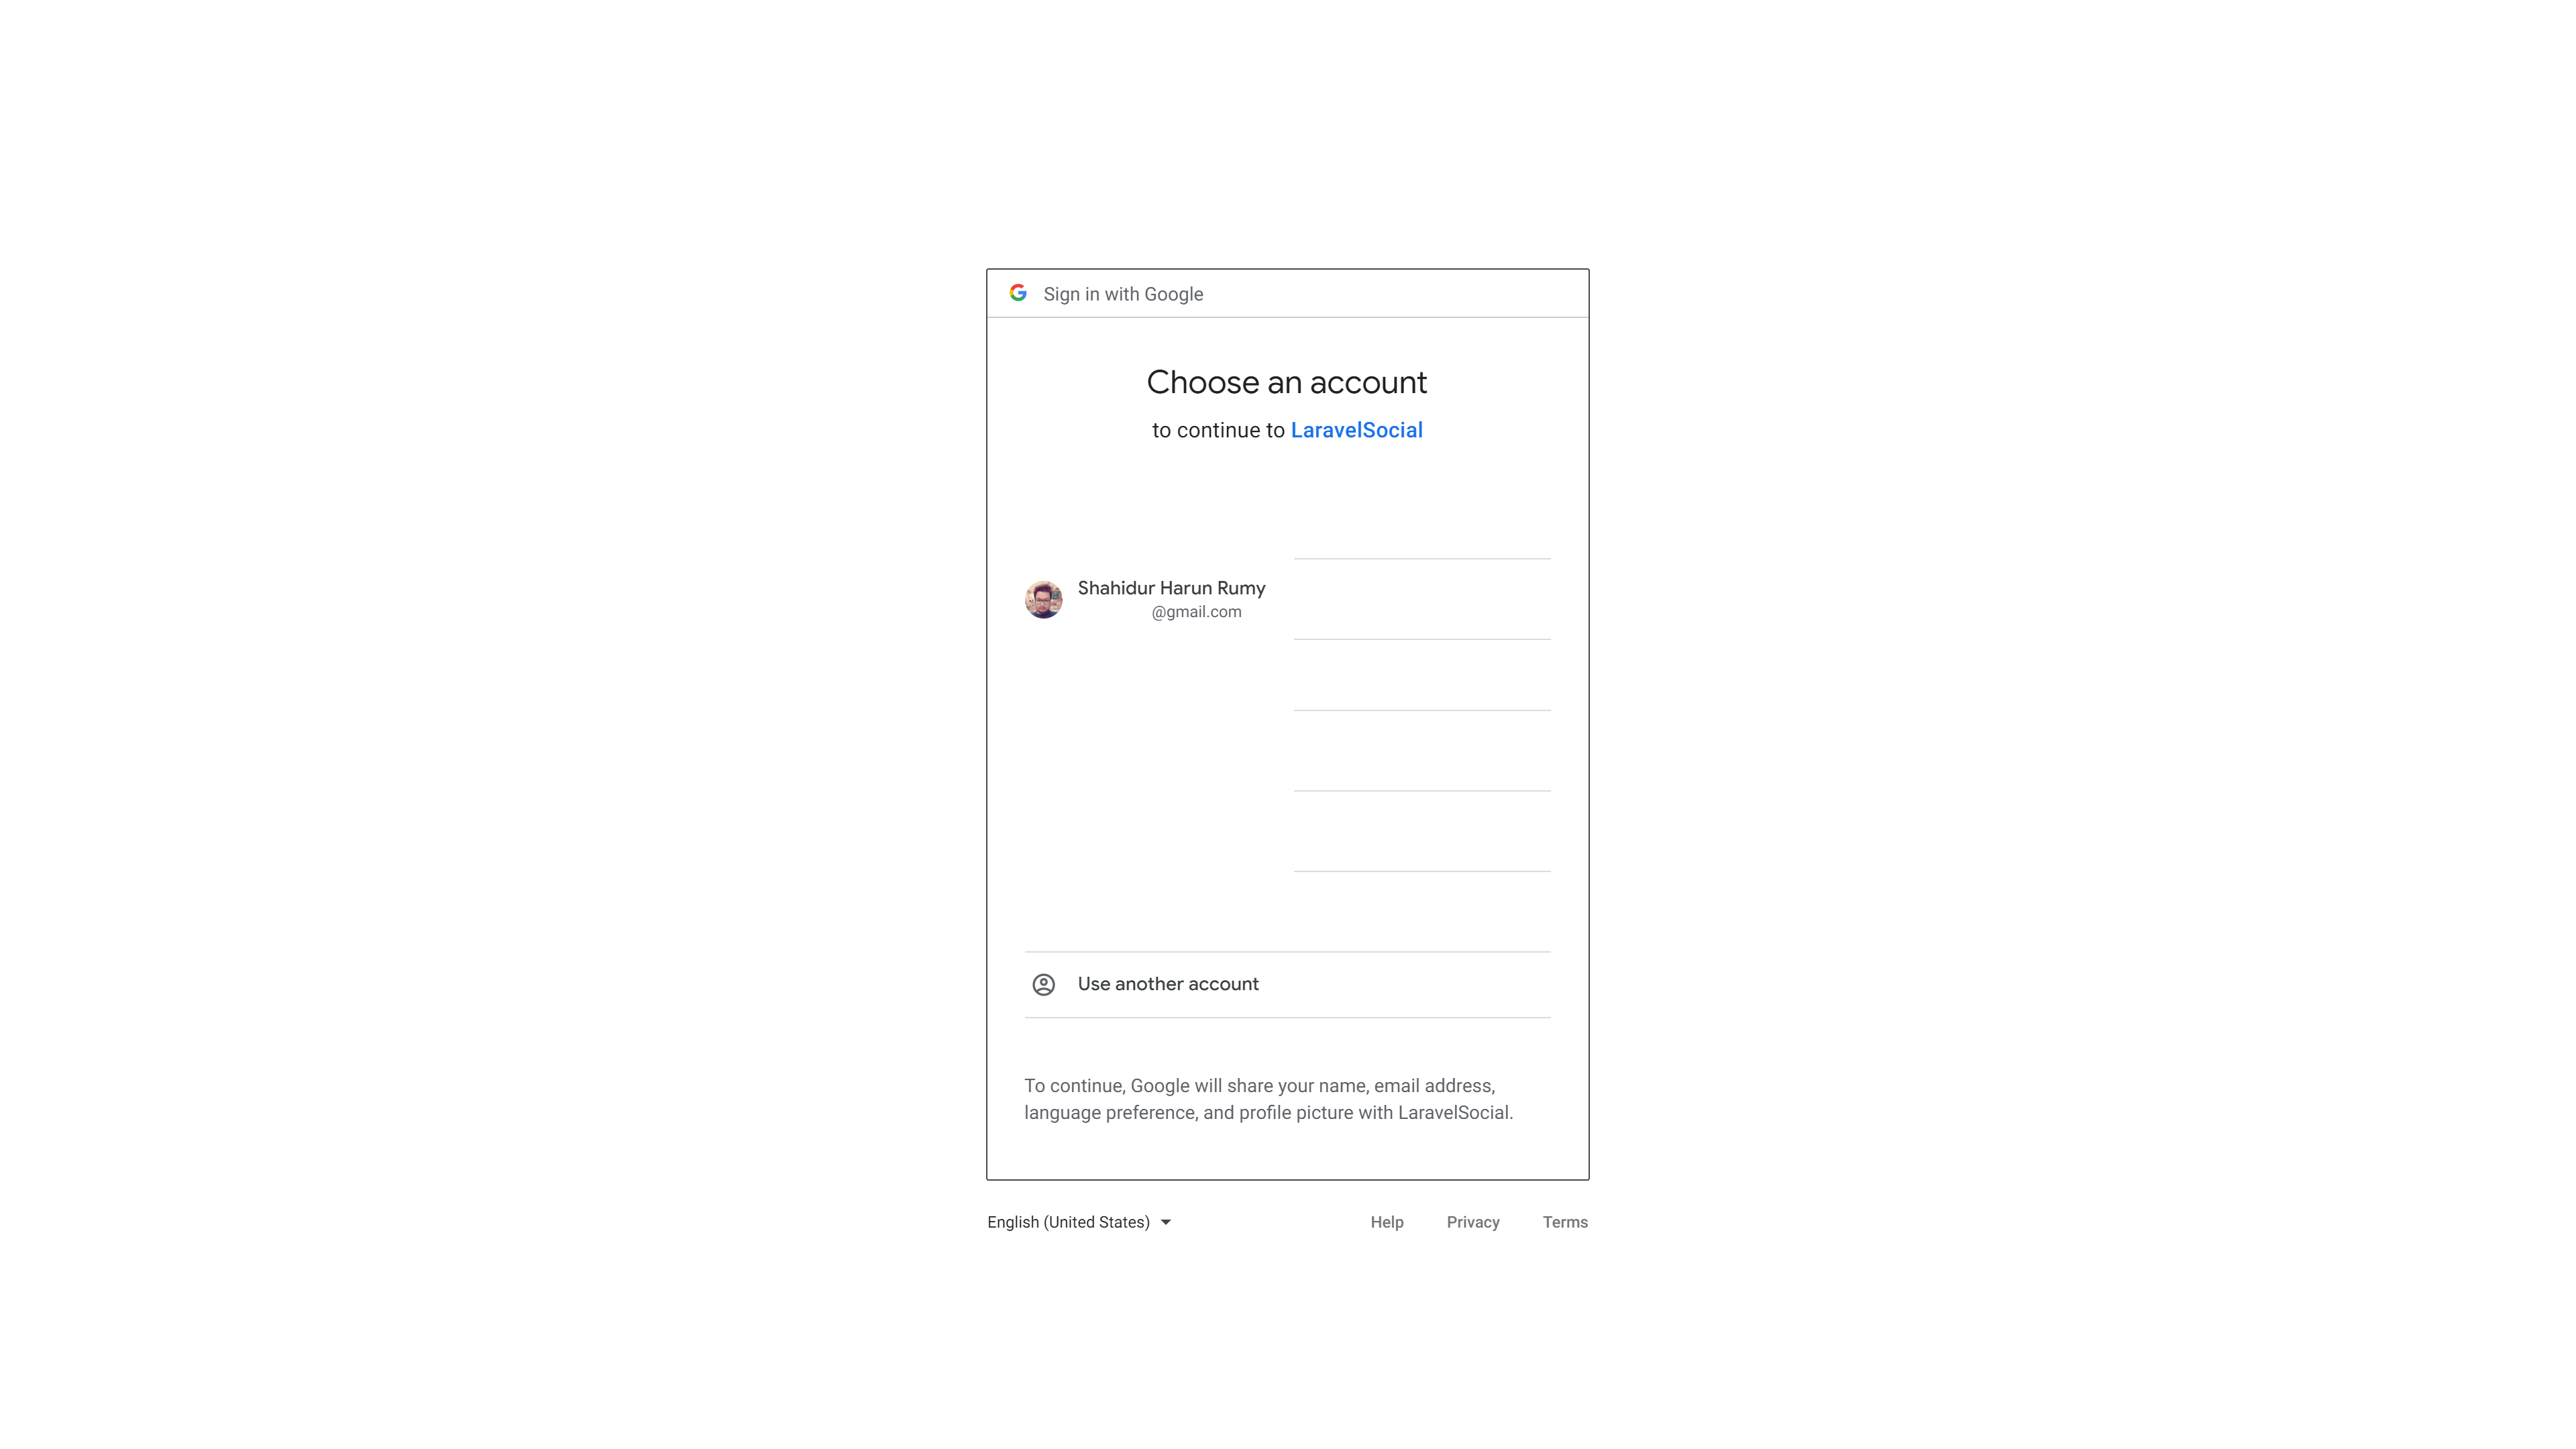 Sign in with Google
Choose an account
to continue to LaravelSocial
Shahidur Harun Rumy
@gmail.com
Use another account
To continue, Google will share your name, email address,
language preference, and profile picture with LaravelSocial.
English (United States)
Help Privacy Terms